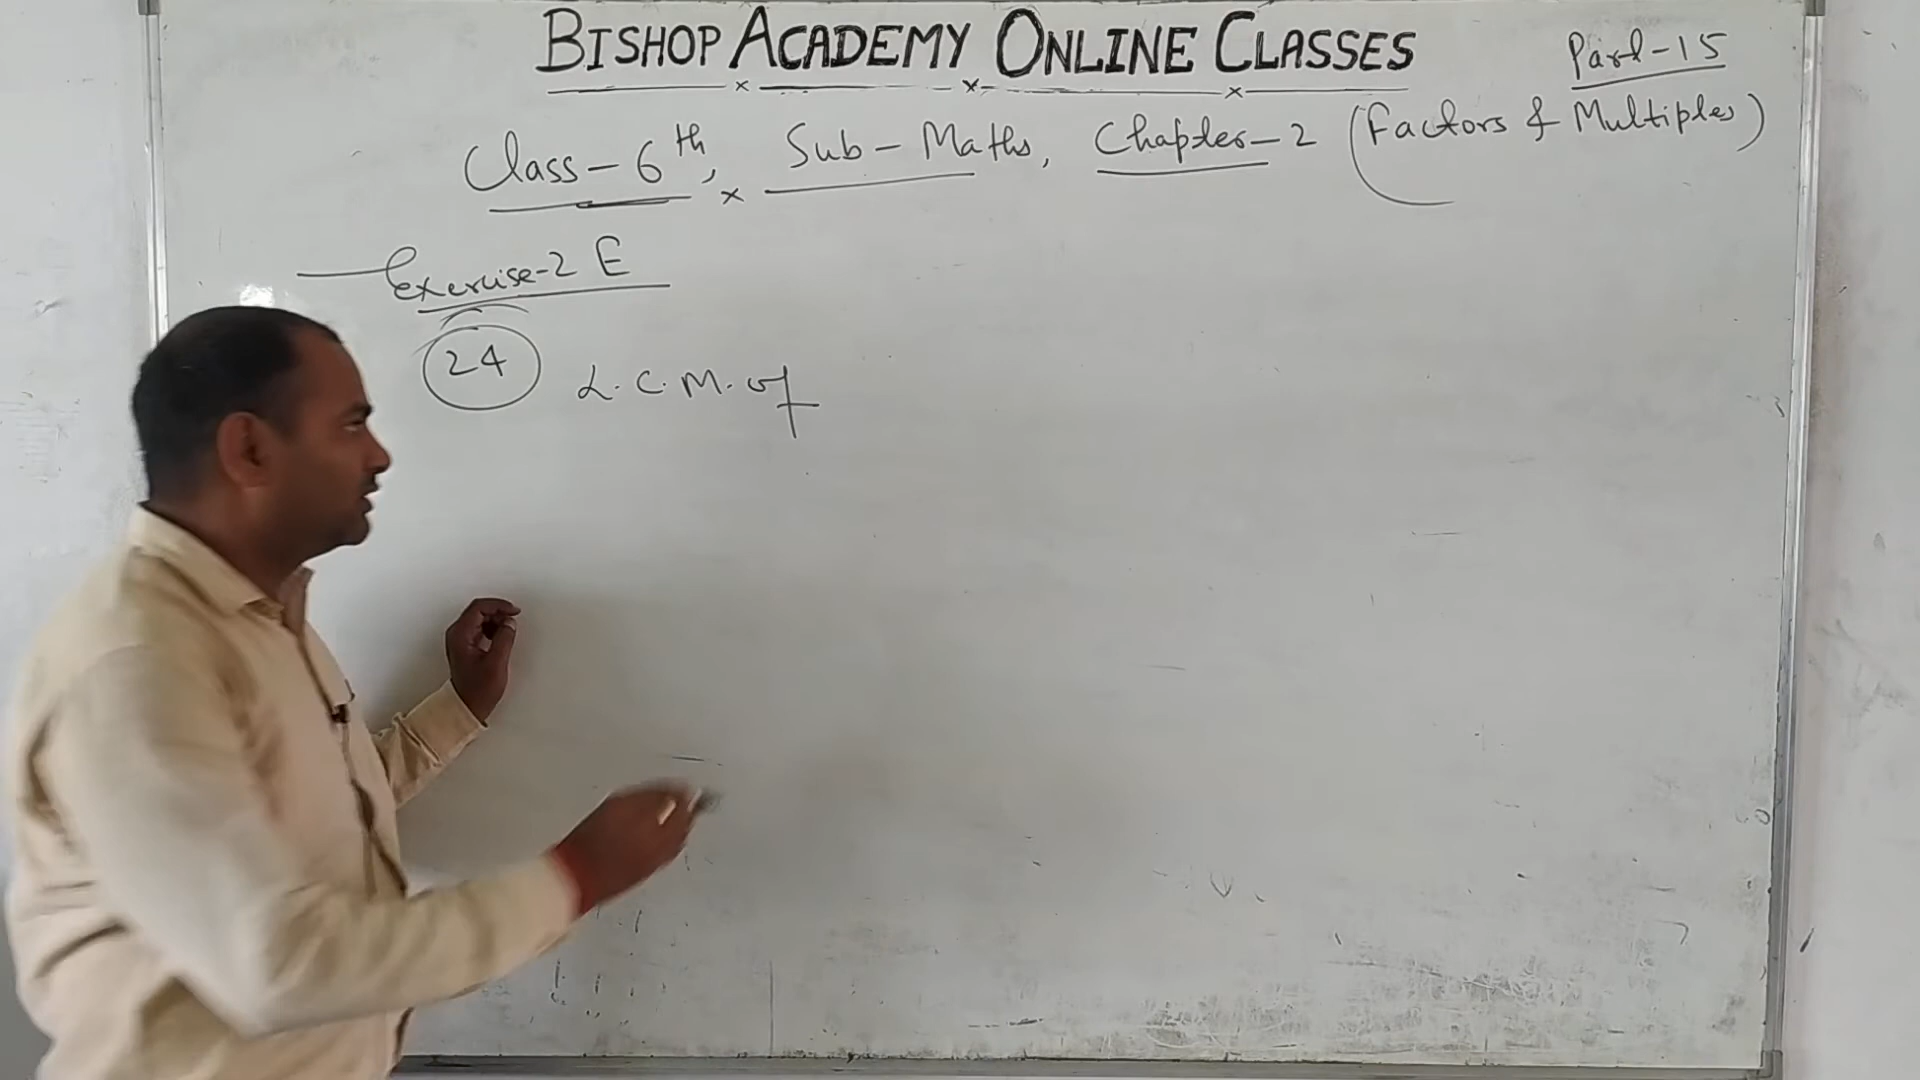 BISHOP ACADEMY ONLINE CLASSES
Part-15
Class-6th, Sub-Maths, Chapter-2 (Factors & Multiples)
Exercise-2 E
24 L.C.M. of